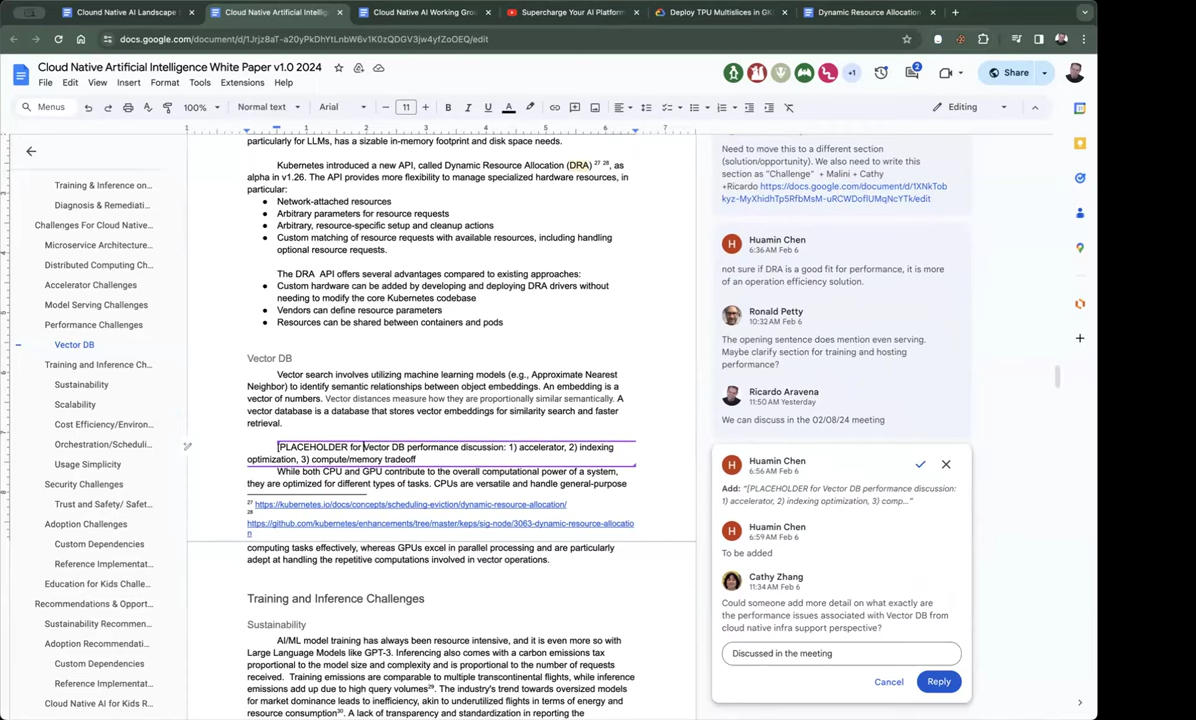 Cloud Native AI Landscape
Cloud Native Artificial Intellige
Cloud Native AI Working Grou
Supercharge Your AI Platform
Deploy TPU Multislices in GK
Dynamic Resource Allocation
docs.google.com/document/d/1Jrjz8aT-a20yPkDhYtLnbW6v1K0zQDGV3jw4yfZoOEQ/edit
Cloud Native Artificial Intelligence White Paper v1.0 2024
File Edit View Insert Format Tools Extensions Help
+1
2
Share
Menus
100%
Normal text
Arial
11
B I U A
Editing
1 1 2 3 4 5 6 7
Training & Inference on...
Diagnosis & Remediati...
Challenges For Cloud Native...
Microservice Architecture...
Distributed Computing Ch...
Accelerator Challenges
Model Serving Challenges
Performance Challenges
Vector DB
Training and Inference Ch...
Sustainability
Scalability
Cost Efficiency/Environ...
Orchestration/Scheduli...
Usage Simplicity
Security Challenges
Trust and Safety/ Safet...
Adoption Challenges
Custom Dependencies
Reference Implementat...
Education for Kids Challe...
Recommendations & Opport...
Sustainability Recommen...
Adoption Recommendati...
Custom Dependencies
Reference Implementat...
Cloud Native AI for Kids R...
particularly for LLMs, has a sizable in-memory footprint and disk space needs.
Kubernetes introduced a new API, called Dynamic Resource Allocation (DRA) 27 28, as
alpha in v1.26. The API provides more flexibility to manage specialized hardware resources, in
particular:
● Network-attached resources
● Arbitrary parameters for resource requests
● Arbitrary, resource-specific setup and cleanup actions
● Custom matching of resource requests with available resources, including handling
optional resource requests.
The DRA API offers several advantages compared to existing approaches:
● Custom hardware can be added by developing and deploying DRA drivers without
needing to modify the core Kubernetes codebase
● Vendors can define resource parameters
● Resources can be shared between containers and pods
Vector DB
Vector search involves utilizing machine learning models (e.g., Approximate Nearest
Neighbor) to identify semantic relationships between object embeddings. An embedding is a
vector of numbers. Vector distances measure how they are proportionally similar semantically. A
vector database is a database that stores vector embeddings for similarity search and faster
retrieval.
[PLACEHOLDER for Vector DB performance discussion: 1) accelerator, 2) indexing
optimization, 3) compute/memory tradeoff
While both CPU and GPU contribute to the overall computational power of a system,
they are optimized for different types of tasks. CPUs are versatile and handle general-purpose
27 https://kubernetes.io/docs/concepts/scheduling-eviction/dynamic-resource-allocation/
28
https://github.com/kubernetes/enhancements/tree/master/keps/sig-node/3063-dynamic-resource-allocatio
n
computing tasks effectively, whereas GPUs excel in parallel processing and are particularly
adept at handling the repetitive computations involved in vector operations.
Training and Inference Challenges
Sustainability
AI/ML model training has always been resource intensive, and it is even more so with
Large Language Models like GPT-3. Inferencing also comes with a carbon emissions tax
proportional to the model size and complexity and is proportional to the number of requests
received. Training emissions are comparable to multiple transcontinental flights, while inference
emissions add up due to high query volumes29. The industry's trend towards oversized models
for market dominance leads to inefficiency, akin to underutilized flights in terms of energy and
resource consumption30. A lack of transparency and standardization in reporting the
Need to move this to a different section
(solution/opportunity). We also need to write this
section as "Challenge" + Malini + Cathy
+Ricardo https://docs.google.com/document/d/1XNkTob
kyz-MyXhidhTp5RfbMsM-uRCWDoflUMqNcYTk/edit
H
Huamin Chen
6:36 AM Feb 6
not sure if DRA is a good fit for performance, it is more
of an operation efficiency solution.
Ronald Petty
10:32 AM Feb 6
The opening sentence does mention even serving.
Maybe clarify section for training and hosting
performance?
Ricardo Aravena
11:50 AM Yesterday
We can discuss in the 02/08/24 meeting
H
Huamin Chen
6:56 AM Feb 6
Add: "[PLACEHOLDER for Vector DB performance discussion:
1) accelerator, 2) indexing optimization, 3) comp..."
H
Huamin Chen
6:59 AM Feb 6
To be added
Cathy Zhang
11:34 AM Feb 6
Could someone add more detail on what exactly are
the performance issues associated with Vector DB from
cloud native infra support perspective?
Discussed in the meeting
Cancel
Reply